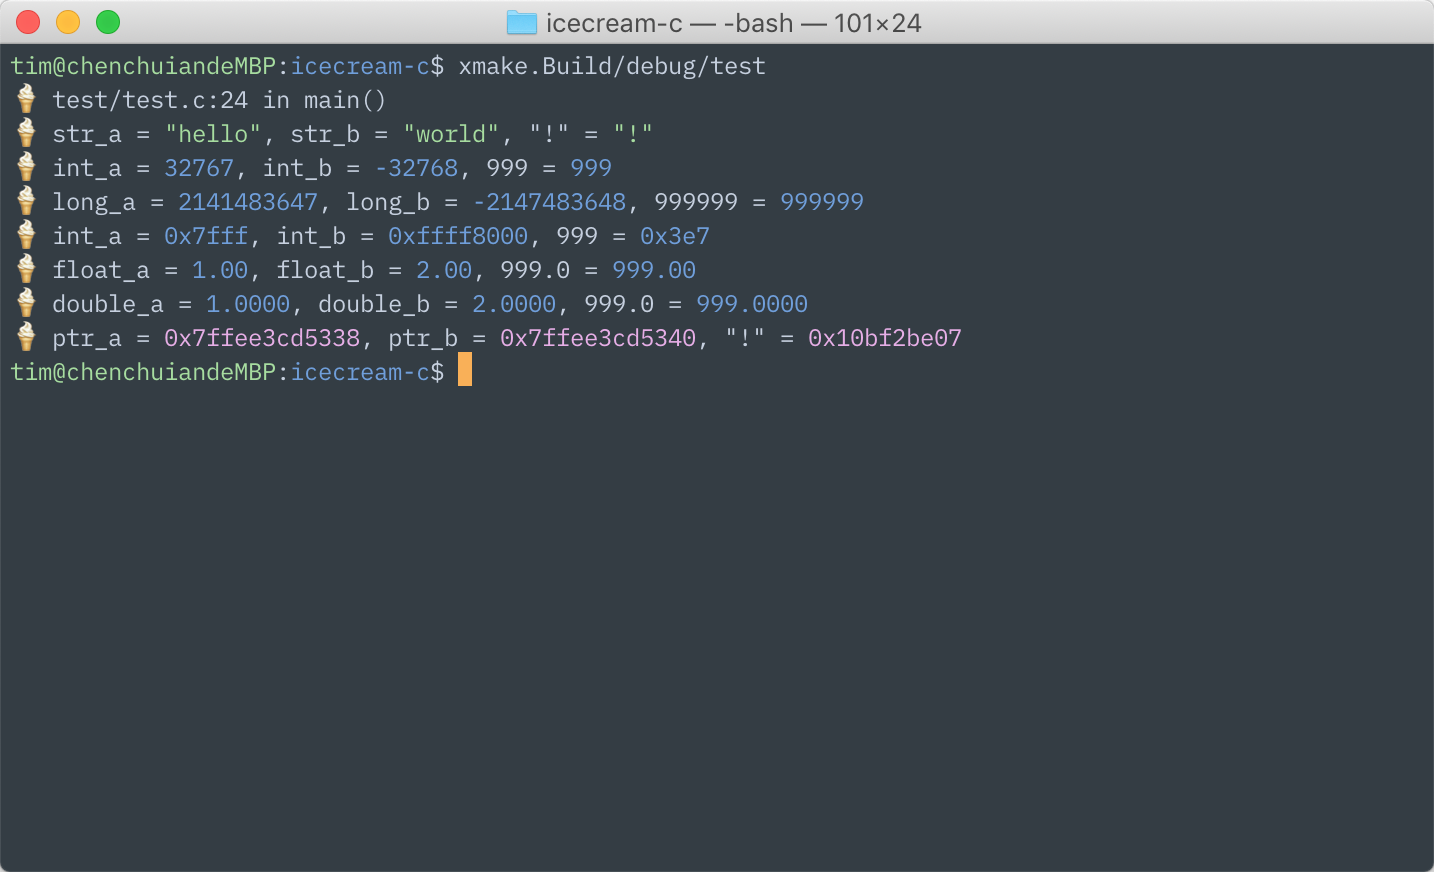 icecream-c — -bash — 101×24
tim@chenchuiandeMBP:icecream-c$ xmake.Build/debug/test
🍦 test/test.c:24 in main()
🍦 str_a = "hello", str_b = "world", "!" = "!"
🍦 int_a = 32767, int_b = -32768, 999 = 999
🍦 long_a = 2141483647, long_b = -2147483648, 999999 = 999999
🍦 int_a = 0x7fff, int_b = 0xffff8000, 999 = 0x3e7
🍦 float_a = 1.00, float_b = 2.00, 999.0 = 999.00
🍦 double_a = 1.0000, double_b = 2.0000, 999.0 = 999.0000
🍦 ptr_a = 0x7ffee3cd5338, ptr_b = 0x7ffee3cd5340, "!" = 0x10bf2be07
tim@chenchuiandeMBP:icecream-c$